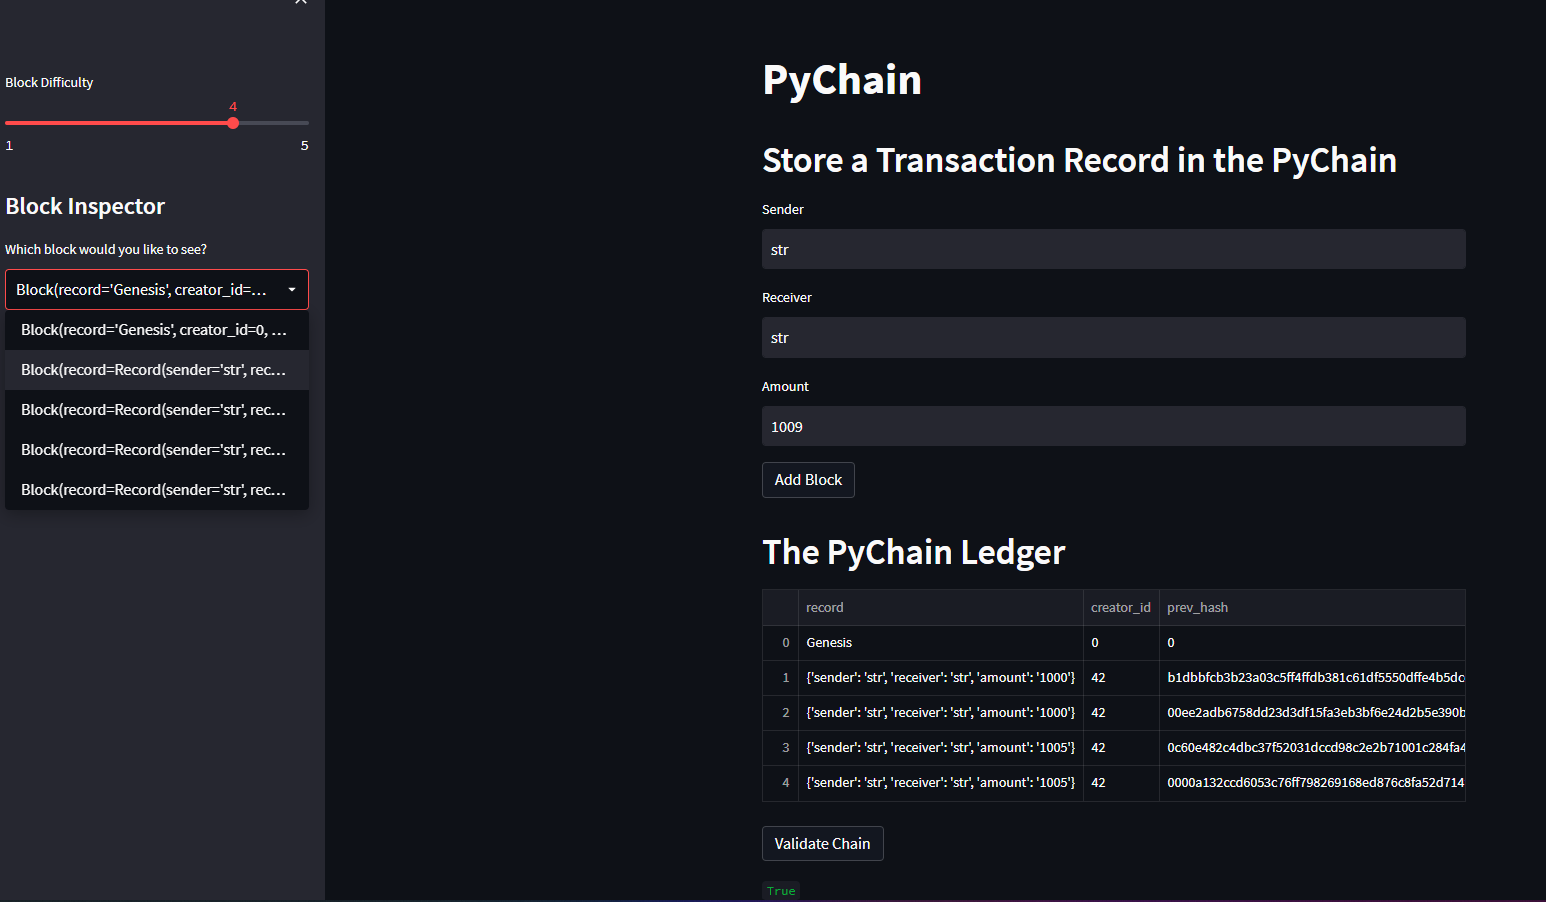 Block Difficulty
4
1 5
Block Inspector
Which block would you like to see?
Block(record='Genesis', creator_id=...
Block(record='Genesis', creator_id=0, ...
Block(record=Record(sender='str', rec...
Block(record=Record(sender='str', rec...
Block(record=Record(sender='str', rec...
Block(record=Record(sender='str', rec...
PyChain
Store a Transaction Record in the PyChain
Sender
str
Receiver
str
Amount
1009
Add Block
The PyChain Ledger
record creator_id prev_hash
0 Genesis 0 0
1 {'sender': 'str', 'receiver': 'str', 'amount': '1000'} 42 b1dbbfcb3b23a03c5ff4ffdb381c61df5550dffe4b5dc
2 {'sender': 'str', 'receiver': 'str', 'amount': '1000'} 42 00ee2adb6758dd23d3df15fa3eb3bf6e24d2b5e390b
3 {'sender': 'str', 'receiver': 'str', 'amount': '1005'} 42 0c60e482c4dbc37f52031dccd98c2e2b71001c284fa4
4 {'sender': 'str', 'receiver': 'str', 'amount': '1005'} 42 0000a132ccd6053c76ff798269168ed876c8fa52d714
Validate Chain
True